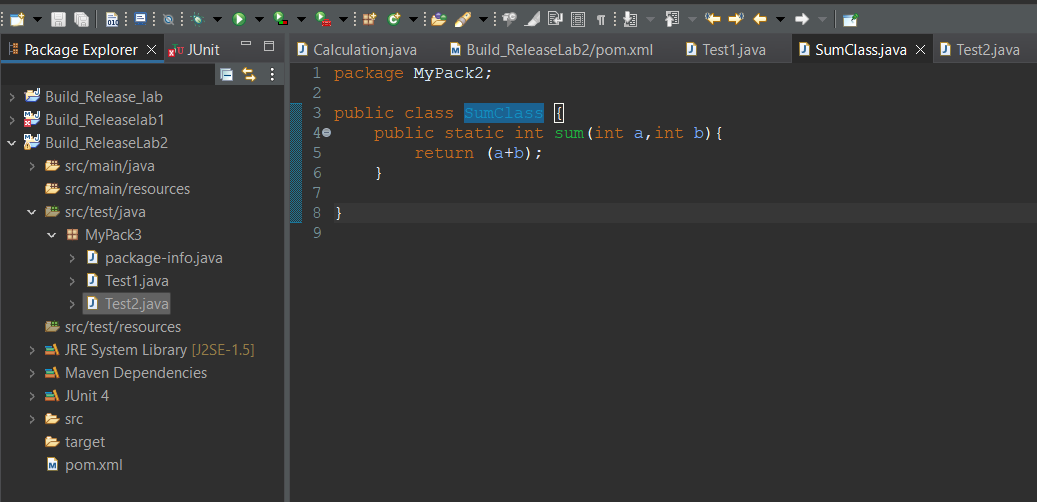 Package Explorer
JUnit
Calculation.java
Build_ReleaseLab2/pom.xml
Test1.java
SumClass.java
Test2.java
Build_Release_lab
Build_Releaselab1
Build_ReleaseLab2
src/main/java
src/main/resources
src/test/java
MyPack3
package-info.java
Test1.java
Test2.java
src/test/resources
JRE System Library [J2SE-1.5]
Maven Dependencies
JUnit 4
src
target
pom.xml
1 package MyPack2;
2
3 public class SumClass {
4 public static int sum(int a,int b){
5 return (a+b);
6 }
7
8 }
9